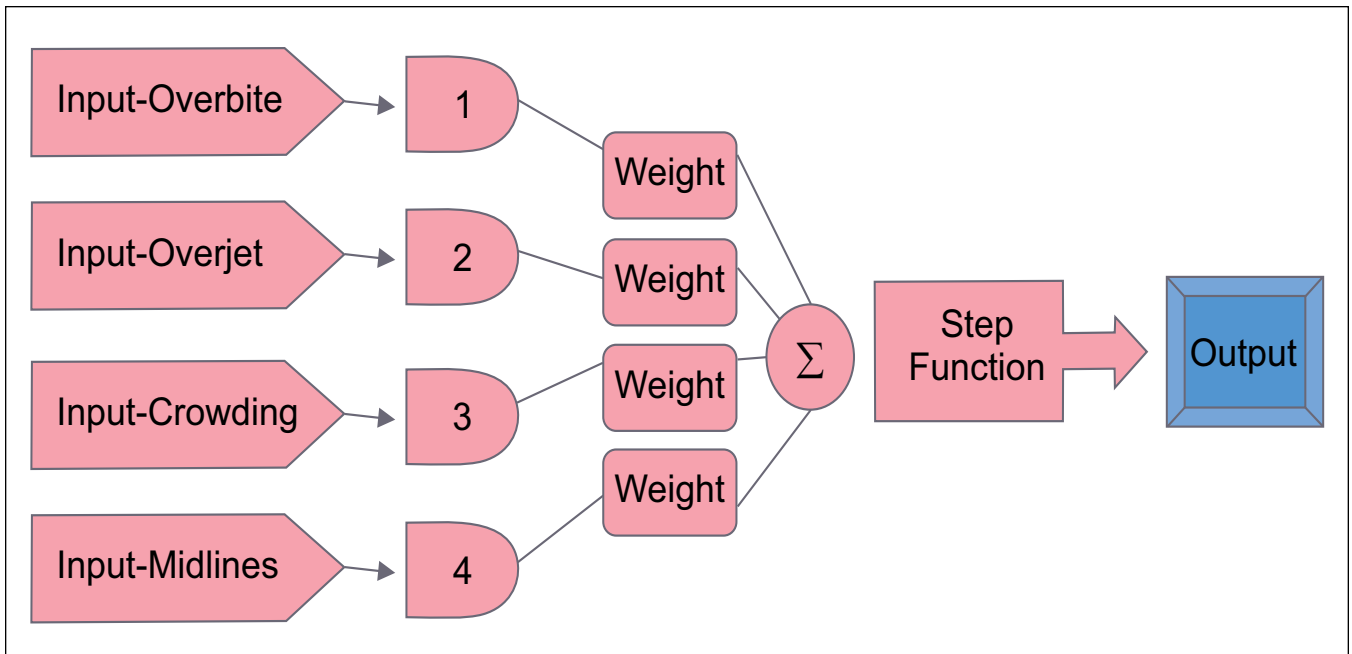 Input-Overbite
1
Weight
Input-Overjet
2
Weight
Input-Crowding
3
Weight
Input-Midlines
4
Weight
Σ
Step
Function
Output